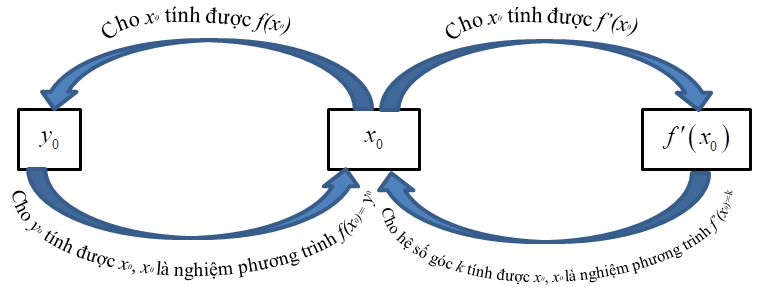 Cho x₀ tính được f(x₀)
Cho x₀ tính được f'(x₀)
y₀
x₀
f′(x₀)
Cho y₀ tính được x₀, x₀ là nghiệm phương trình f(x₀)= y₀
Cho hệ số góc k tính được x₀, x₀ là nghiệm phương trình f'(x₀)=k